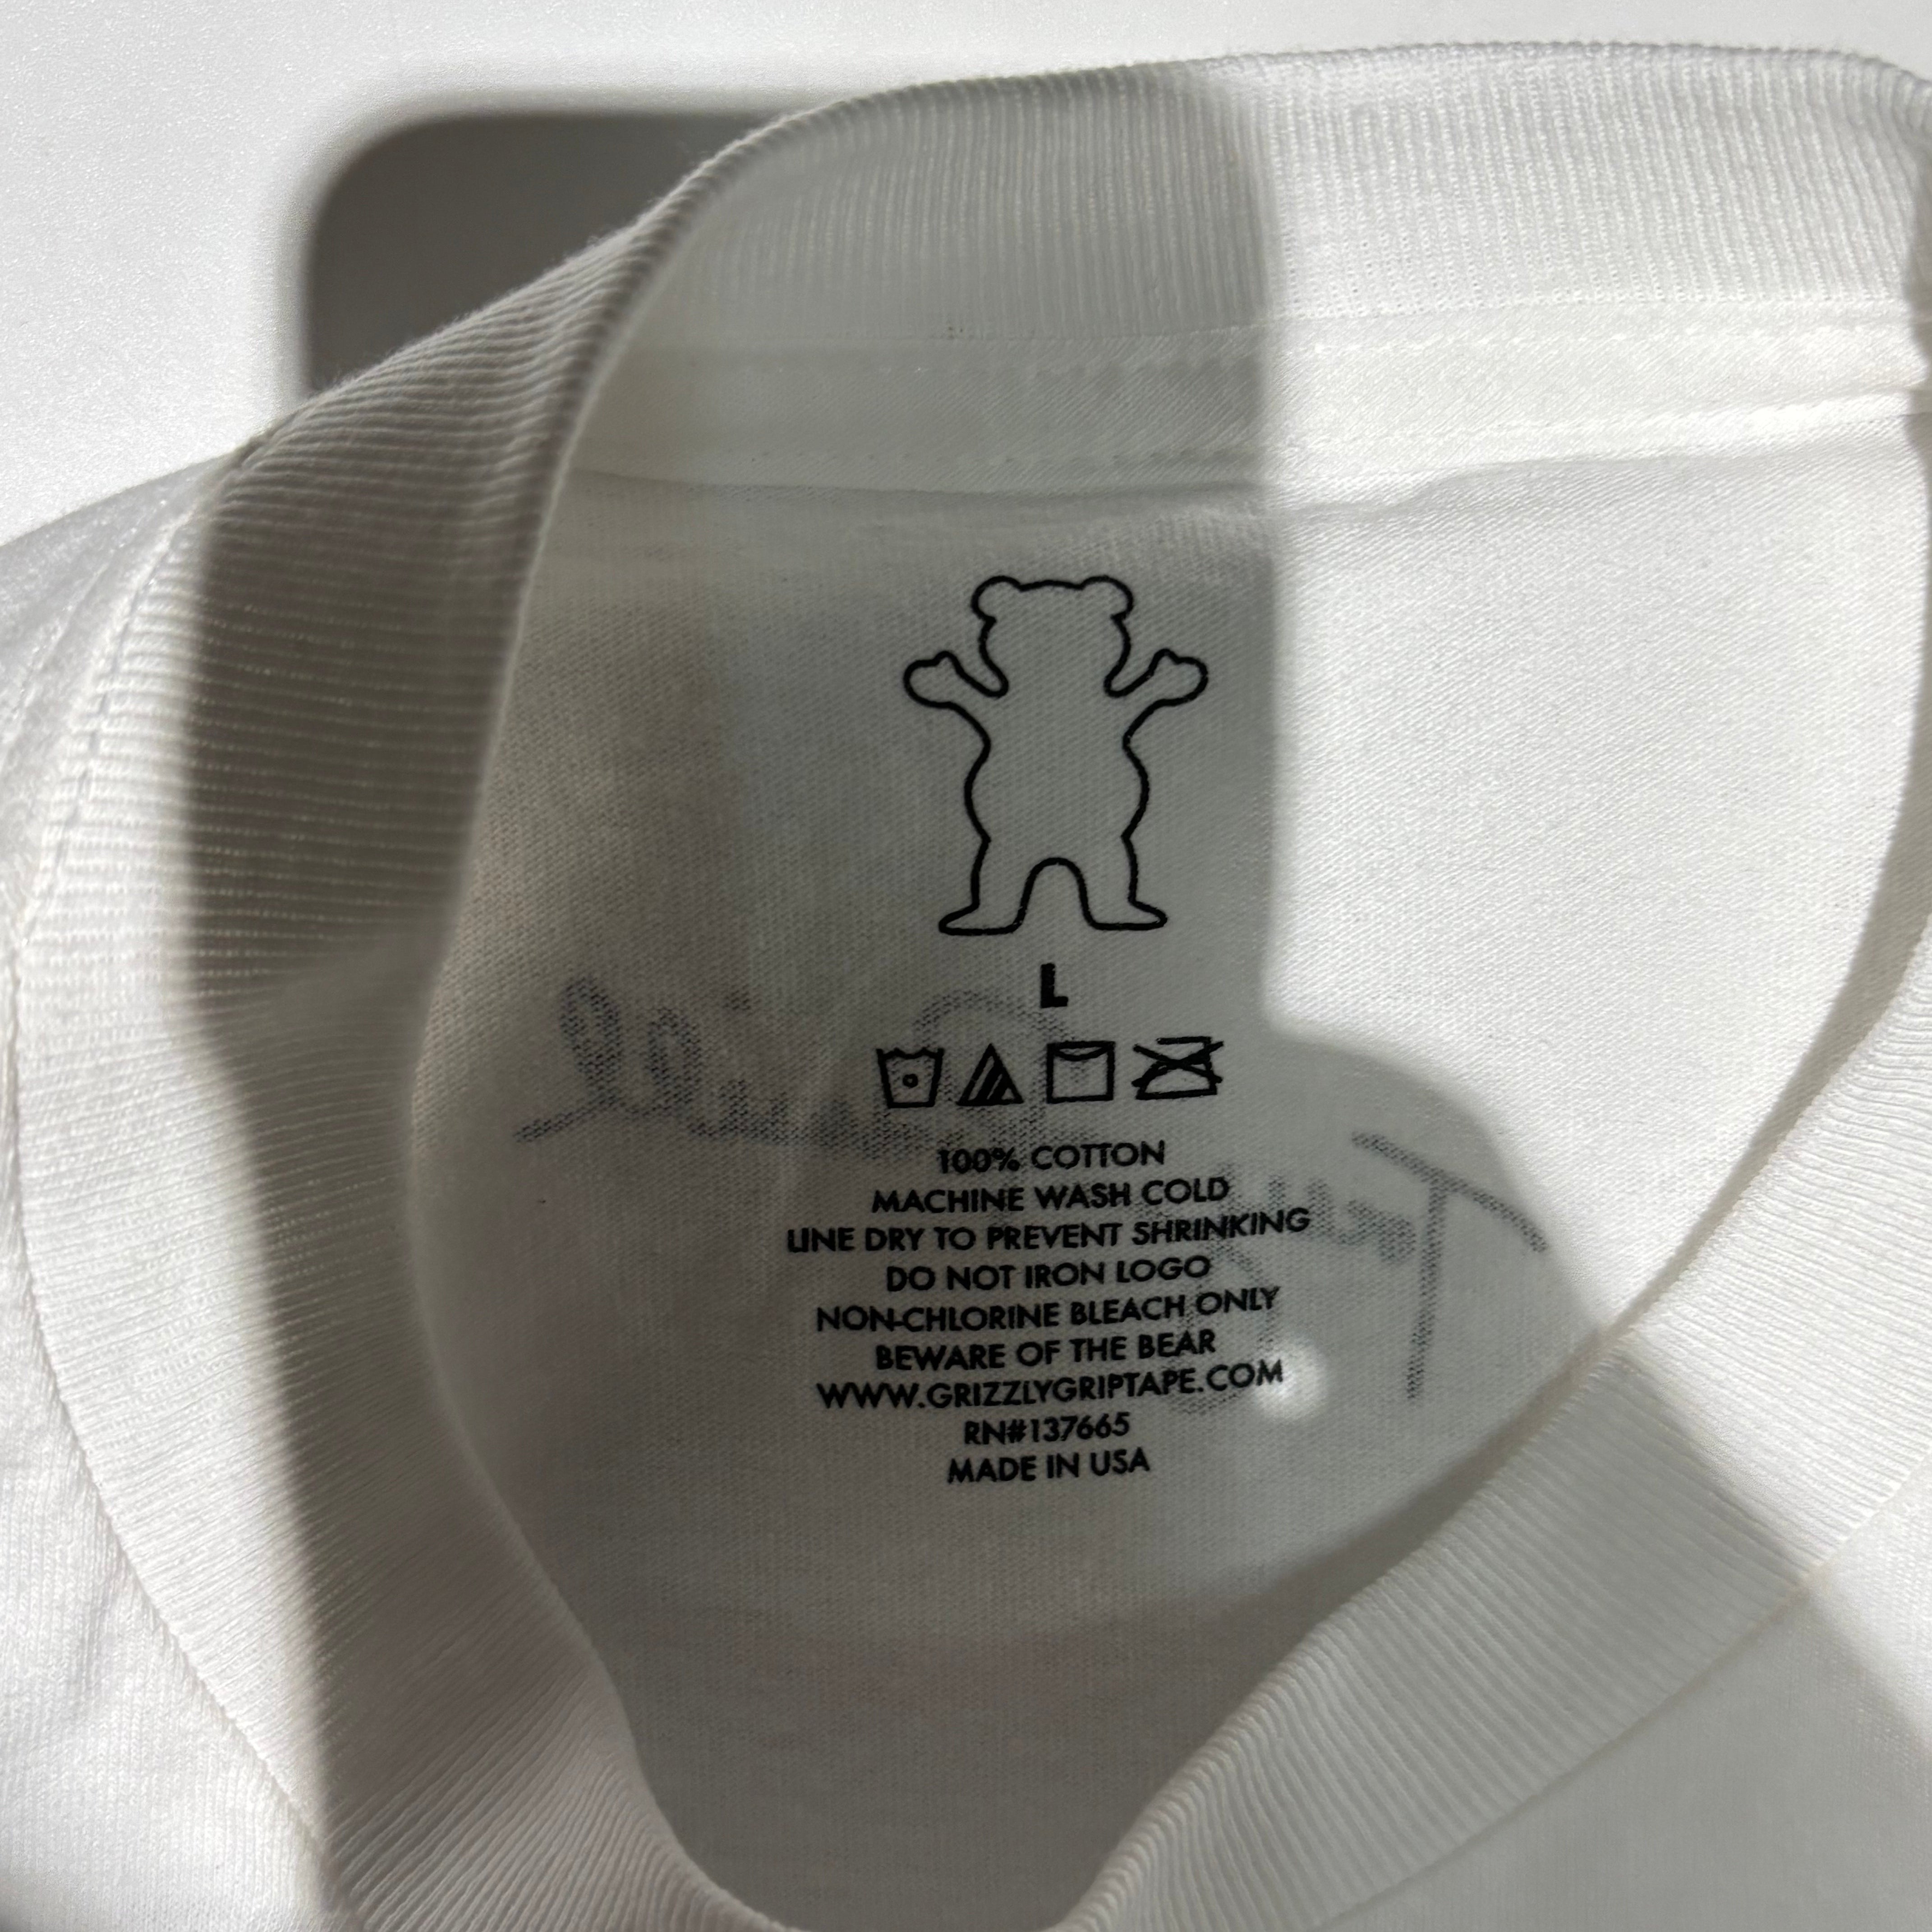 L
100% COTTON
MACHINE WASH COLD
LINE DRY TO PREVENT SHRINKING
DO NOT IRON LOGO
NON-CHLORINE BLEACH ONLY
BEWARE OF THE BEAR
WWW.GRIZZLYGRIPTAPE.COM
RN#137665
MADE IN USA